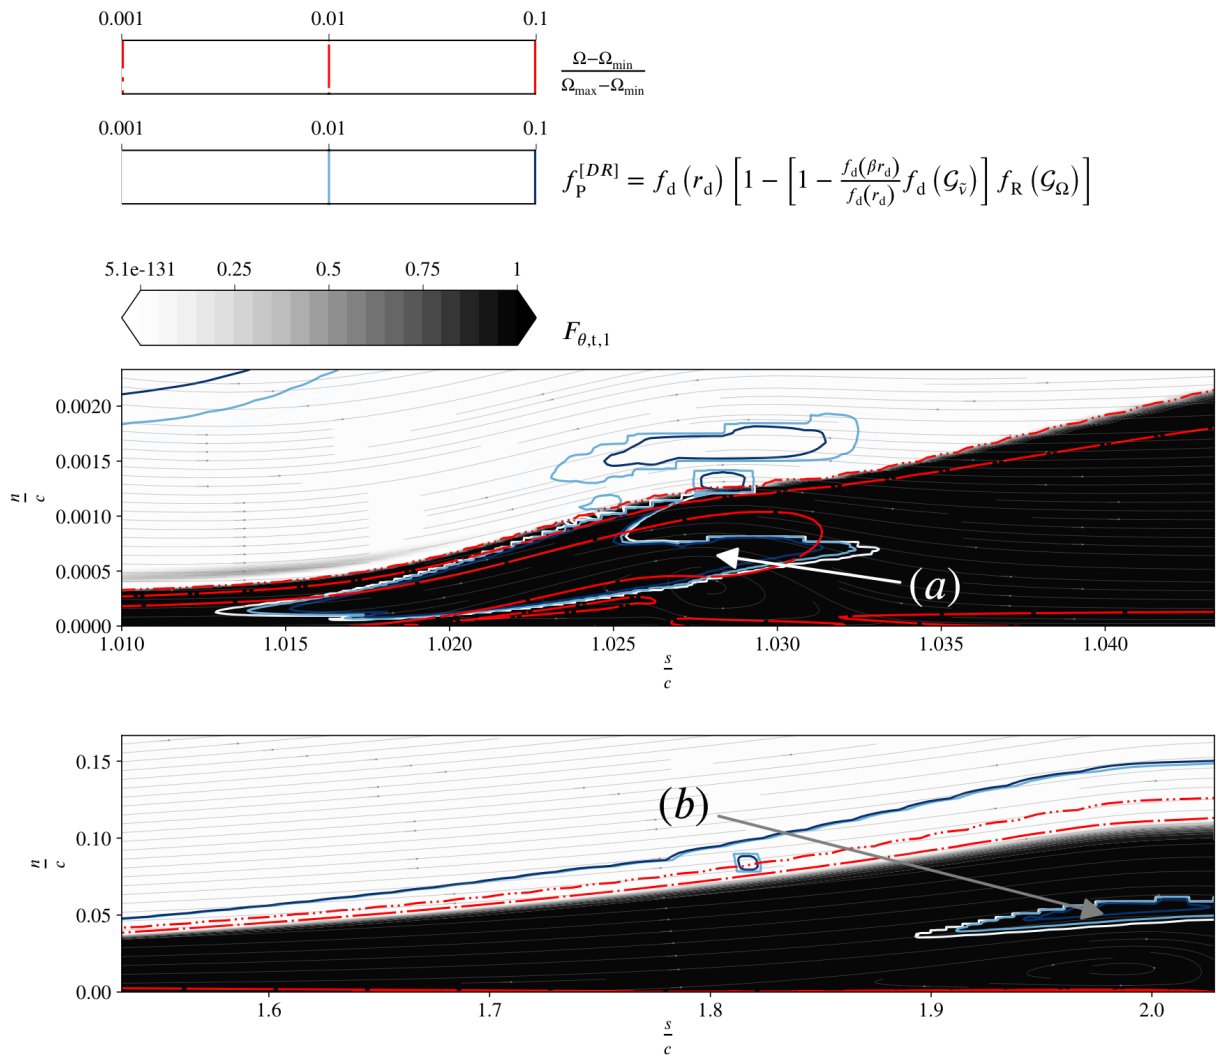 0.001 0.01 0.1
Ω−Ω_min / Ω_max−Ω_min
0.001 0.01 0.1
f_P^[DR] = f_d (r_d) [1 − [1 − f_d(βr_d)/f_d(r_d) f_d (𝒢_ν̃)] f_R (𝒢_Ω)]
5.1e-131 0.25 0.5 0.75 1
F_θ,t,1
0.0020
0.0015
n/c
0.0010
0.0005
(a)
0.0000
1.010 1.015 1.020 1.025 1.030 1.035 1.040
s/c
0.15
(b)
0.10
n/c
0.05
0.00
1.6 1.7 1.8 1.9 2.0
s/c